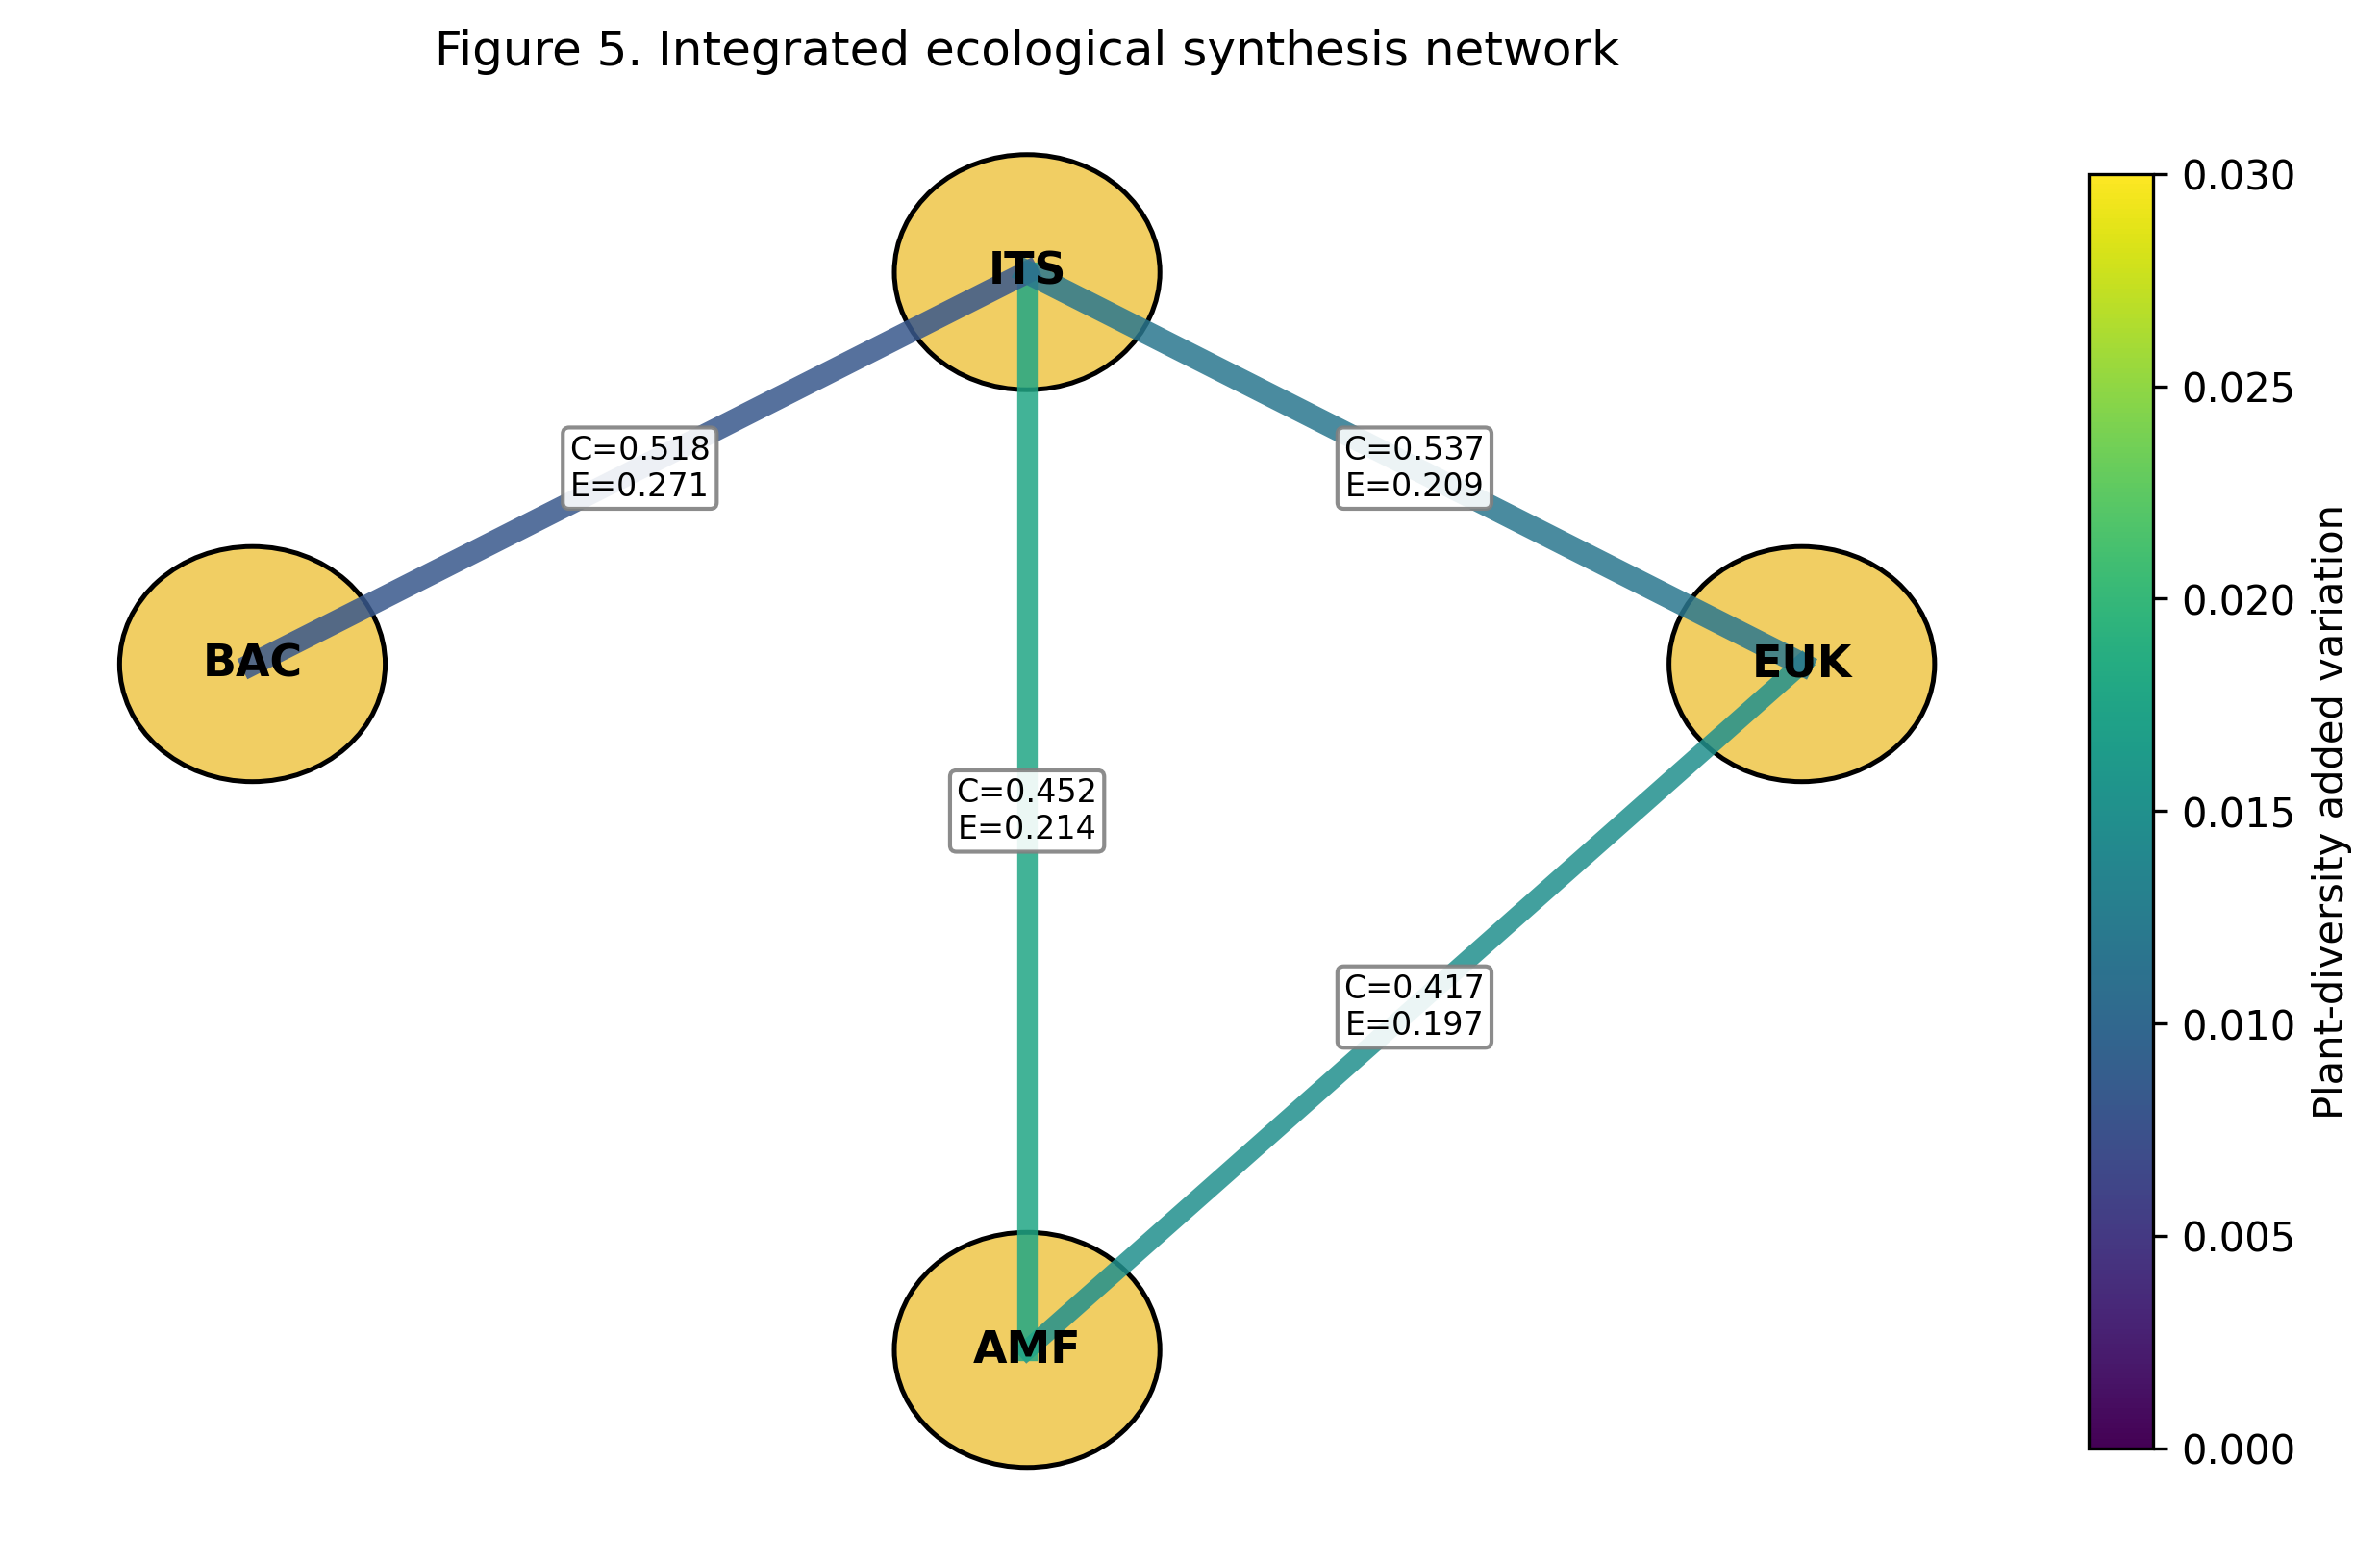 Figure 5. Integrated ecological synthesis network
ITS
C=0.518
E=0.271
C=0.537
E=0.209
BAC
EUK
C=0.452
E=0.214
C=0.417
E=0.197
AMF
0.030
0.025
0.020
0.015
0.010
0.005
0.000
Plant-diversity added variation